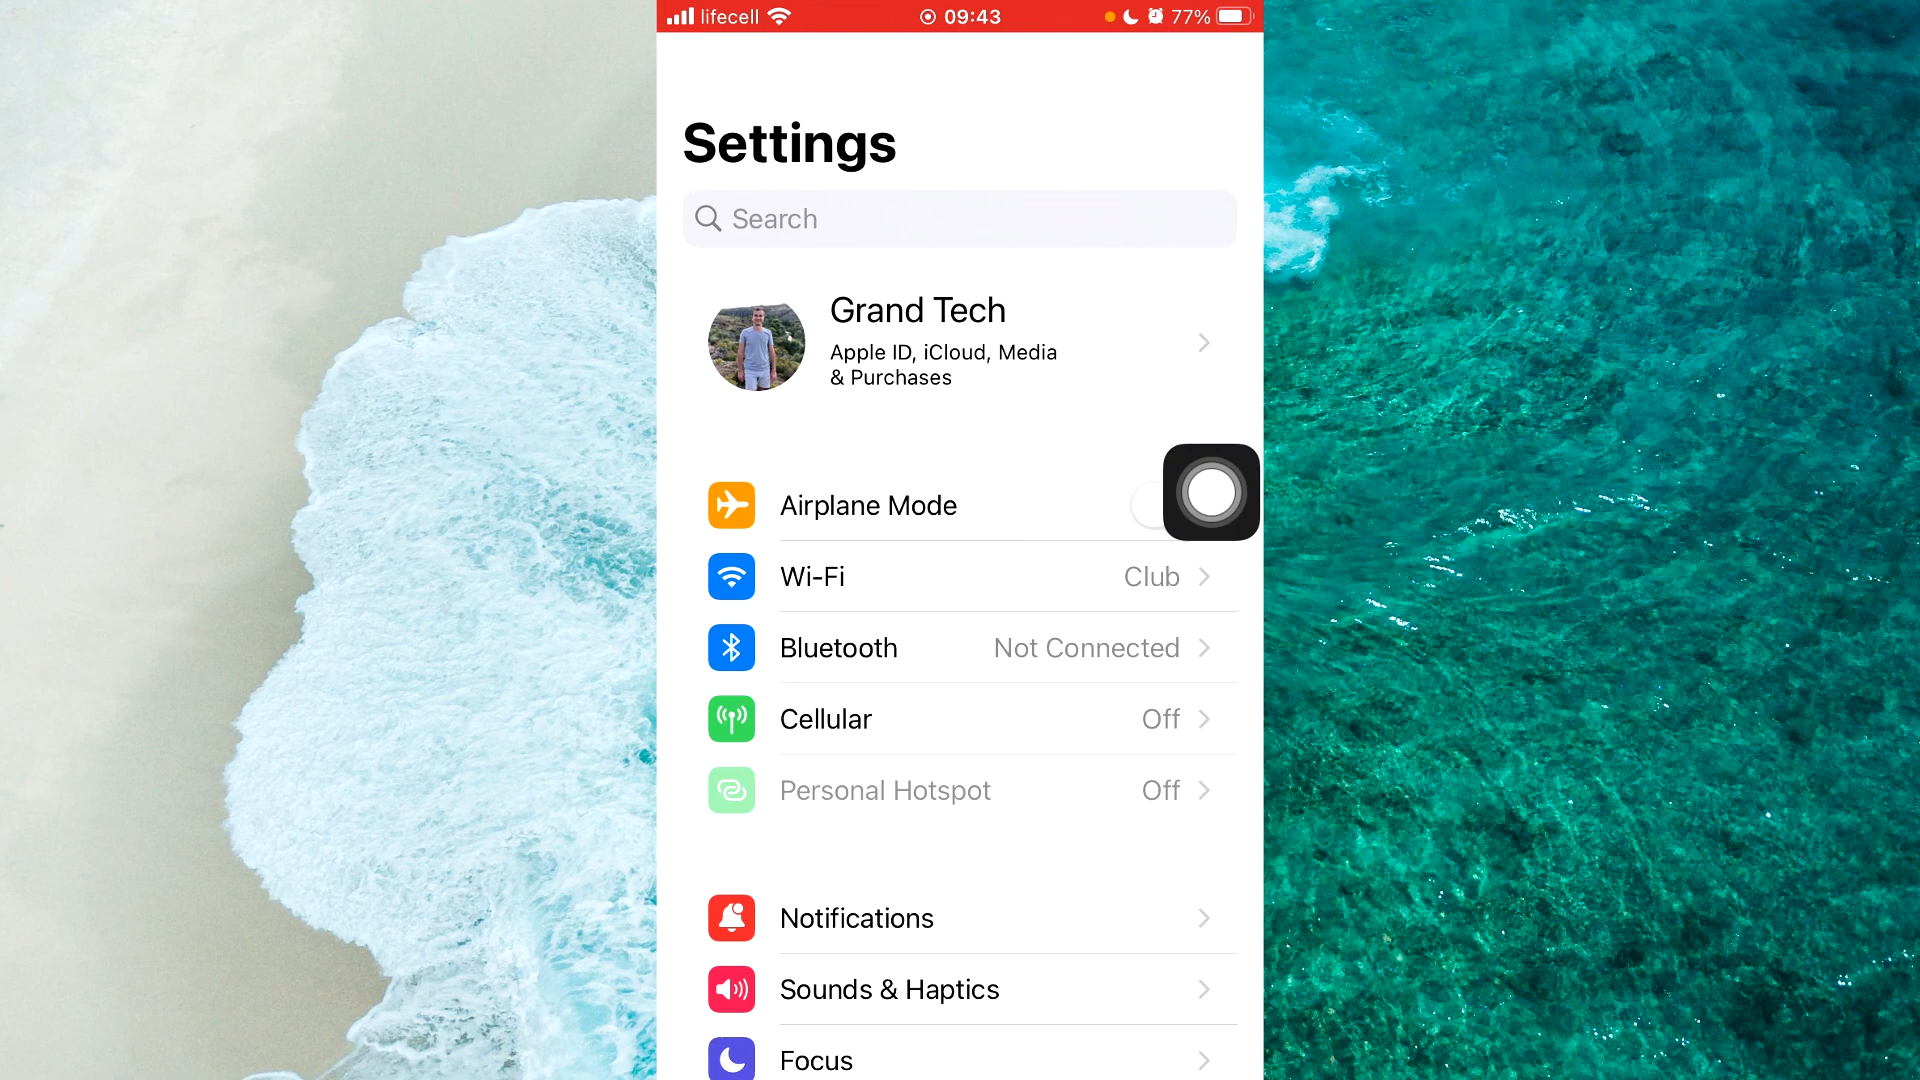 lifecell 09:43 77%
Settings
Search
Grand Tech
Apple ID, iCloud, Media
& Purchases
Airplane Mode
Wi-Fi Club
Bluetooth Not Connected
Cellular Off
Personal Hotspot Off
Notifications
Sounds & Haptics
Focus